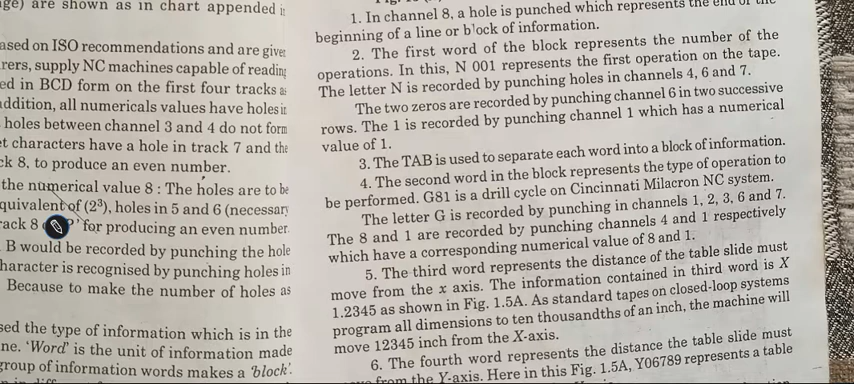 are shown as in chart appended
ased on ISO recommendations and are give
rers, supply NC machines capable of reading
ed in BCD form on the first four tracks as
addition, all numericals values have holes in
holes between channel 3 and 4 do not form
et characters have a hole in track 7 and the
ck 8, to produce an even number.
the numerical value 8 : The holes are to be
quivalent of (2³), holes in 5 and 6 (necessary
rack 8 for producing an even number.
B would be recorded by punching the hole
haracter is recognised by punching holes in
Because to make the number of holes as
sed the type of information which is in the
ne. 'Word' is the unit of information made
group of information words makes a 'block'.
1. In channel 8, a hole is punched which represents the end of the
beginning of a line or block of information.
2. The first word of the block represents the number of the
operations. In this, N 001 represents the first operation on the tape.
The letter N is recorded by punching holes in channels 4, 6 and 7.
The two zeros are recorded by punching channel 6 in two successive
rows. The 1 is recorded by punching channel 1 which has a numerical
value of 1.
3. The TAB is used to separate each word into a block of information.
4. The second word in the block represents the type of operation to
be performed. G81 is a drill cycle on Cincinnati Milacron NC system.
The letter G is recorded by punching in channels 1, 2, 3, 6 and 7.
The 8 and 1 are recorded by punching channels 4 and 1 respectively
which have a corresponding numerical value of 8 and 1.
5. The third word represents the distance of the table slide must
move from the x axis. The information contained in third word is X
1.2345 as shown in Fig. 1.5A. As standard tapes on closed-loop systems
program all dimensions to ten thousandths of an inch, the machine will
move 12345 inch from the X-axis.
6. The fourth word represents the distance the table slide must
from the Y-axis. Here in this Fig. 1.5A, Y06789 represents a table